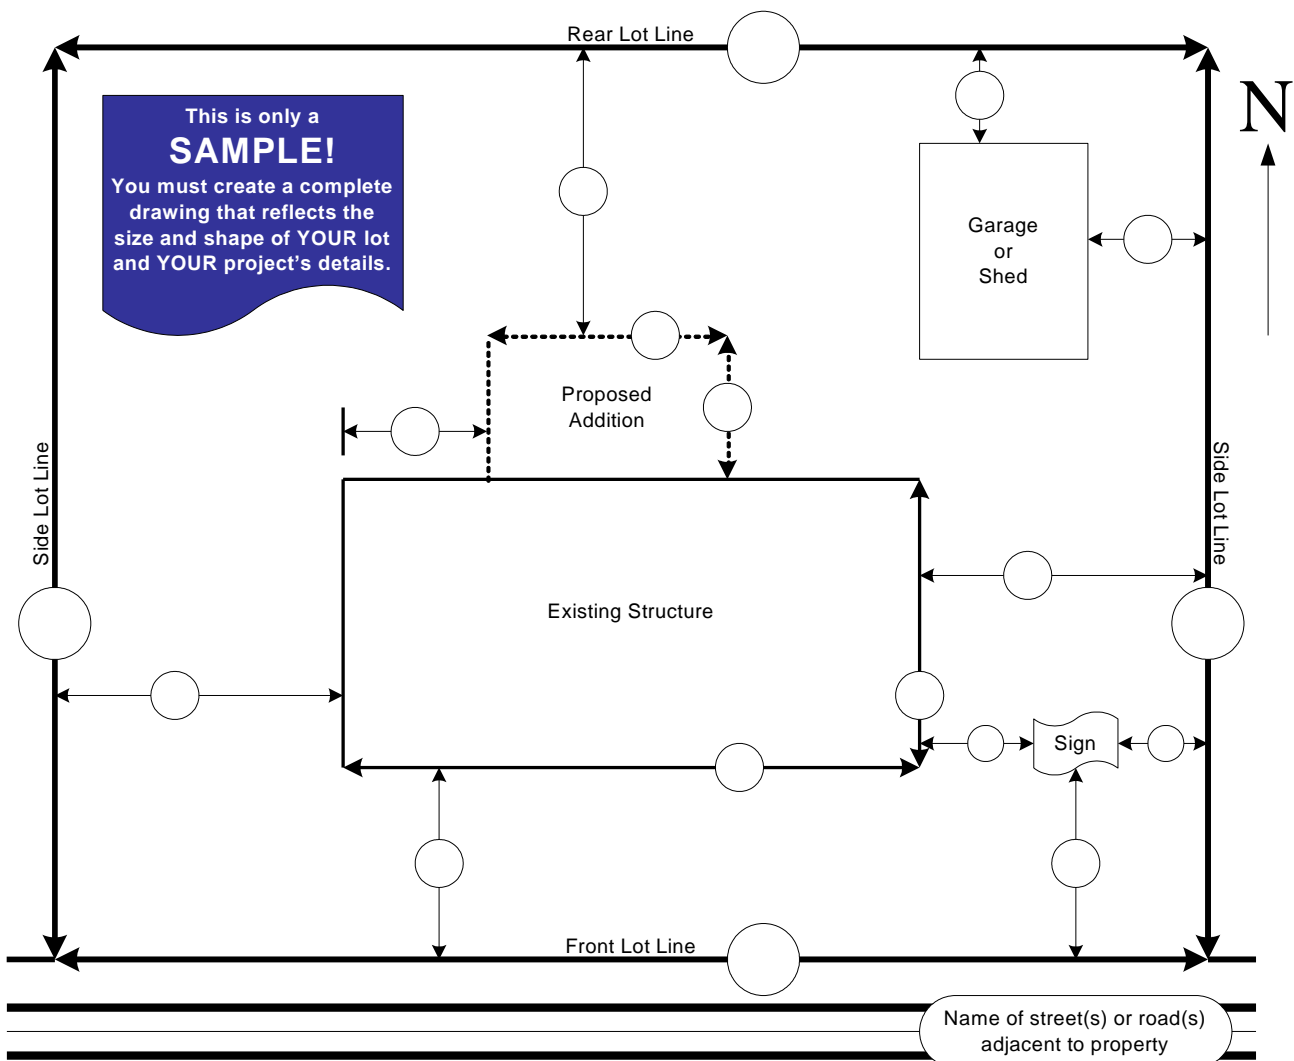 Rear Lot Line
This is only a
SAMPLE!
You must create a complete
drawing that reflects the
size and shape of YOUR lot
and YOUR project's details.
N
Garage
or
Shed
Proposed
Addition
Side Lot Line
Side Lot Line
Existing Structure
Sign
Front Lot Line
Name of street(s) or road(s)
adjacent to property